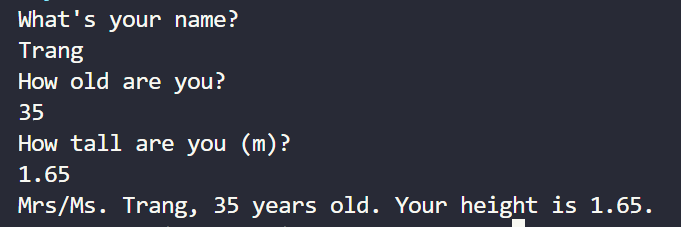 What's your name?
Trang
How old are you?
35
How tall are you (m)?
1.65
Mrs/Ms. Trang, 35 years old. Your height is 1.65.